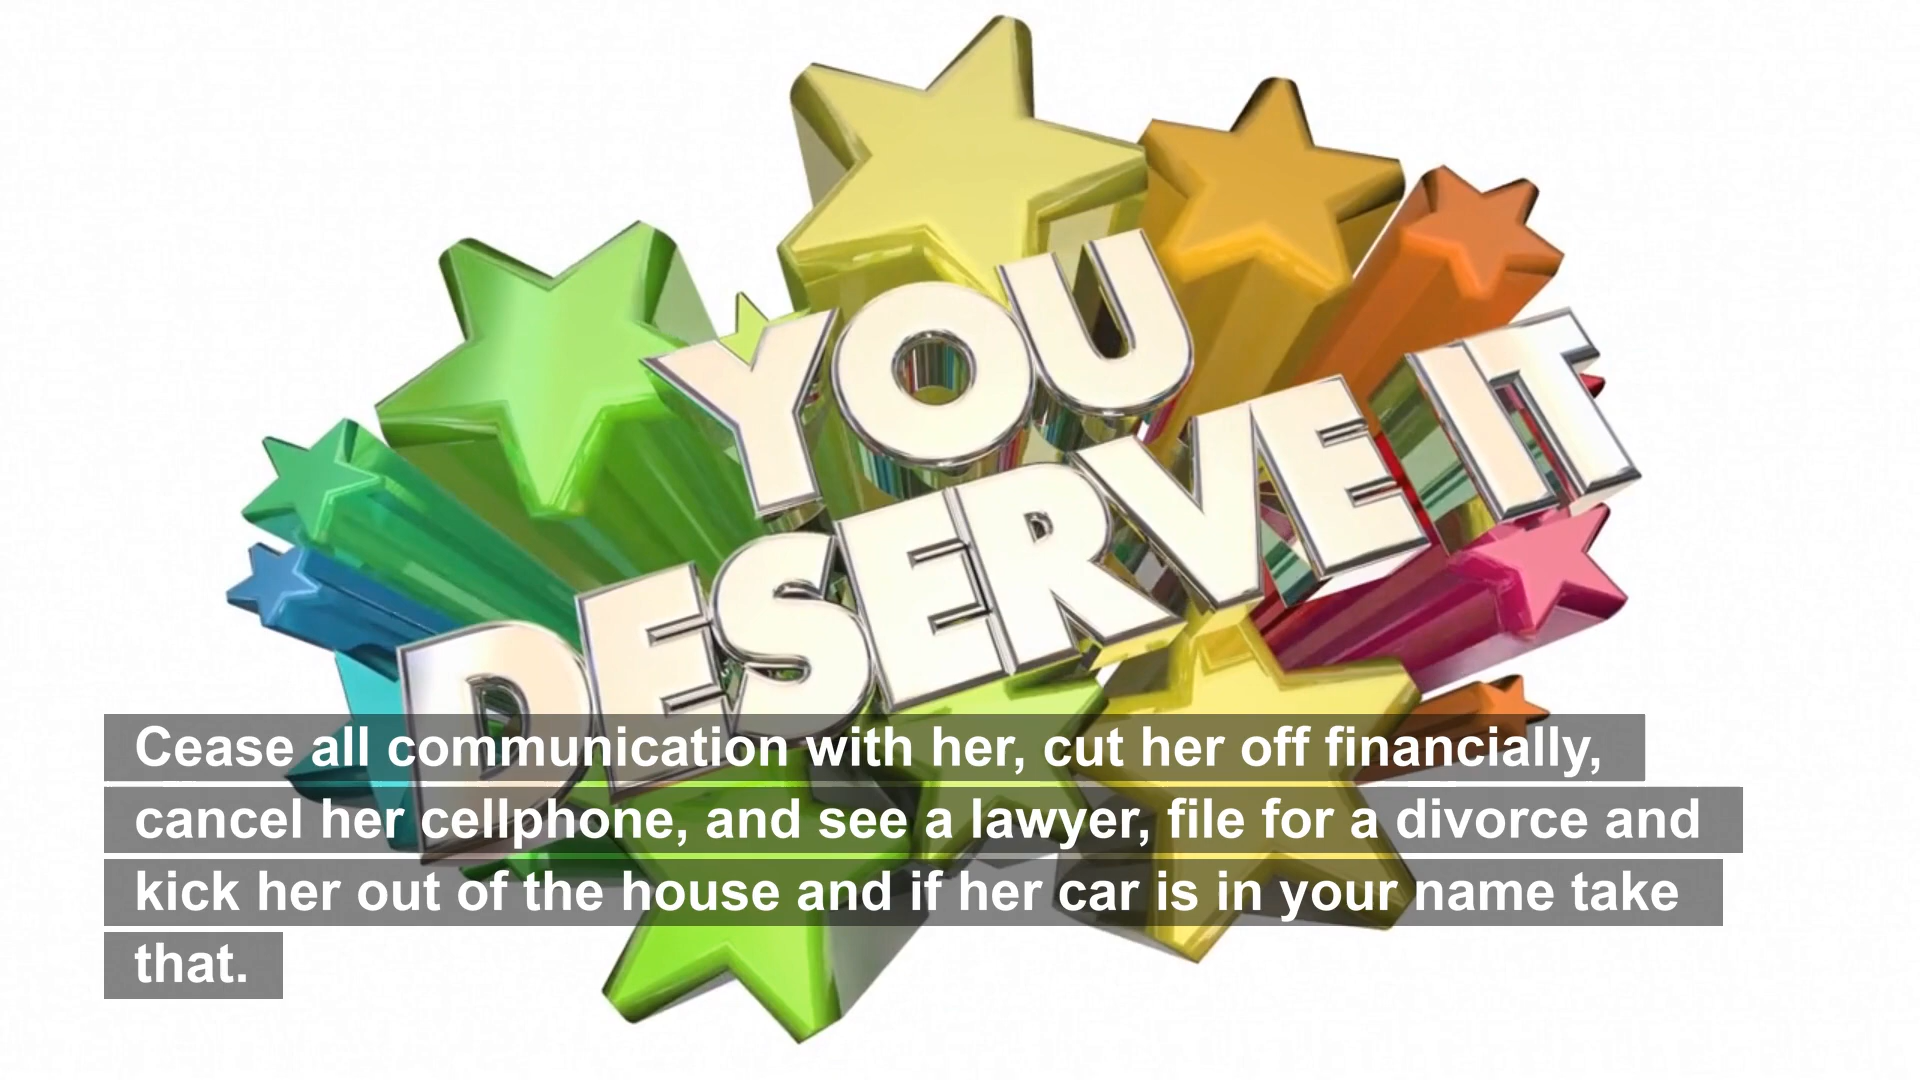 YOU
DESERVE IT
Cease all communication with her, cut her off financially,
cancel her cellphone, and see a lawyer, file for a divorce and
kick her out of the house and if her car is in your name take
that.